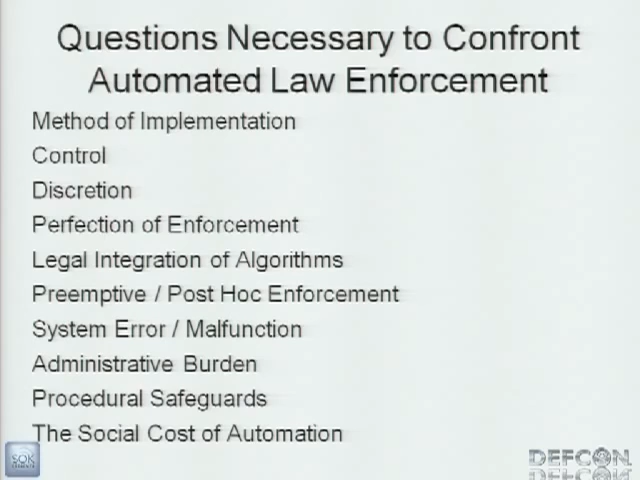 Questions Necessary to Confront
Automated Law Enforcement
Method of Implementation
Control
Discretion
Perfection of Enforcement
Legal Integration of Algorithms
Preemptive / Post Hoc Enforcement
System Error / Malfunction
Administrative Burden
Procedural Safeguards
The Social Cost of Automation
SOK
DEFCON